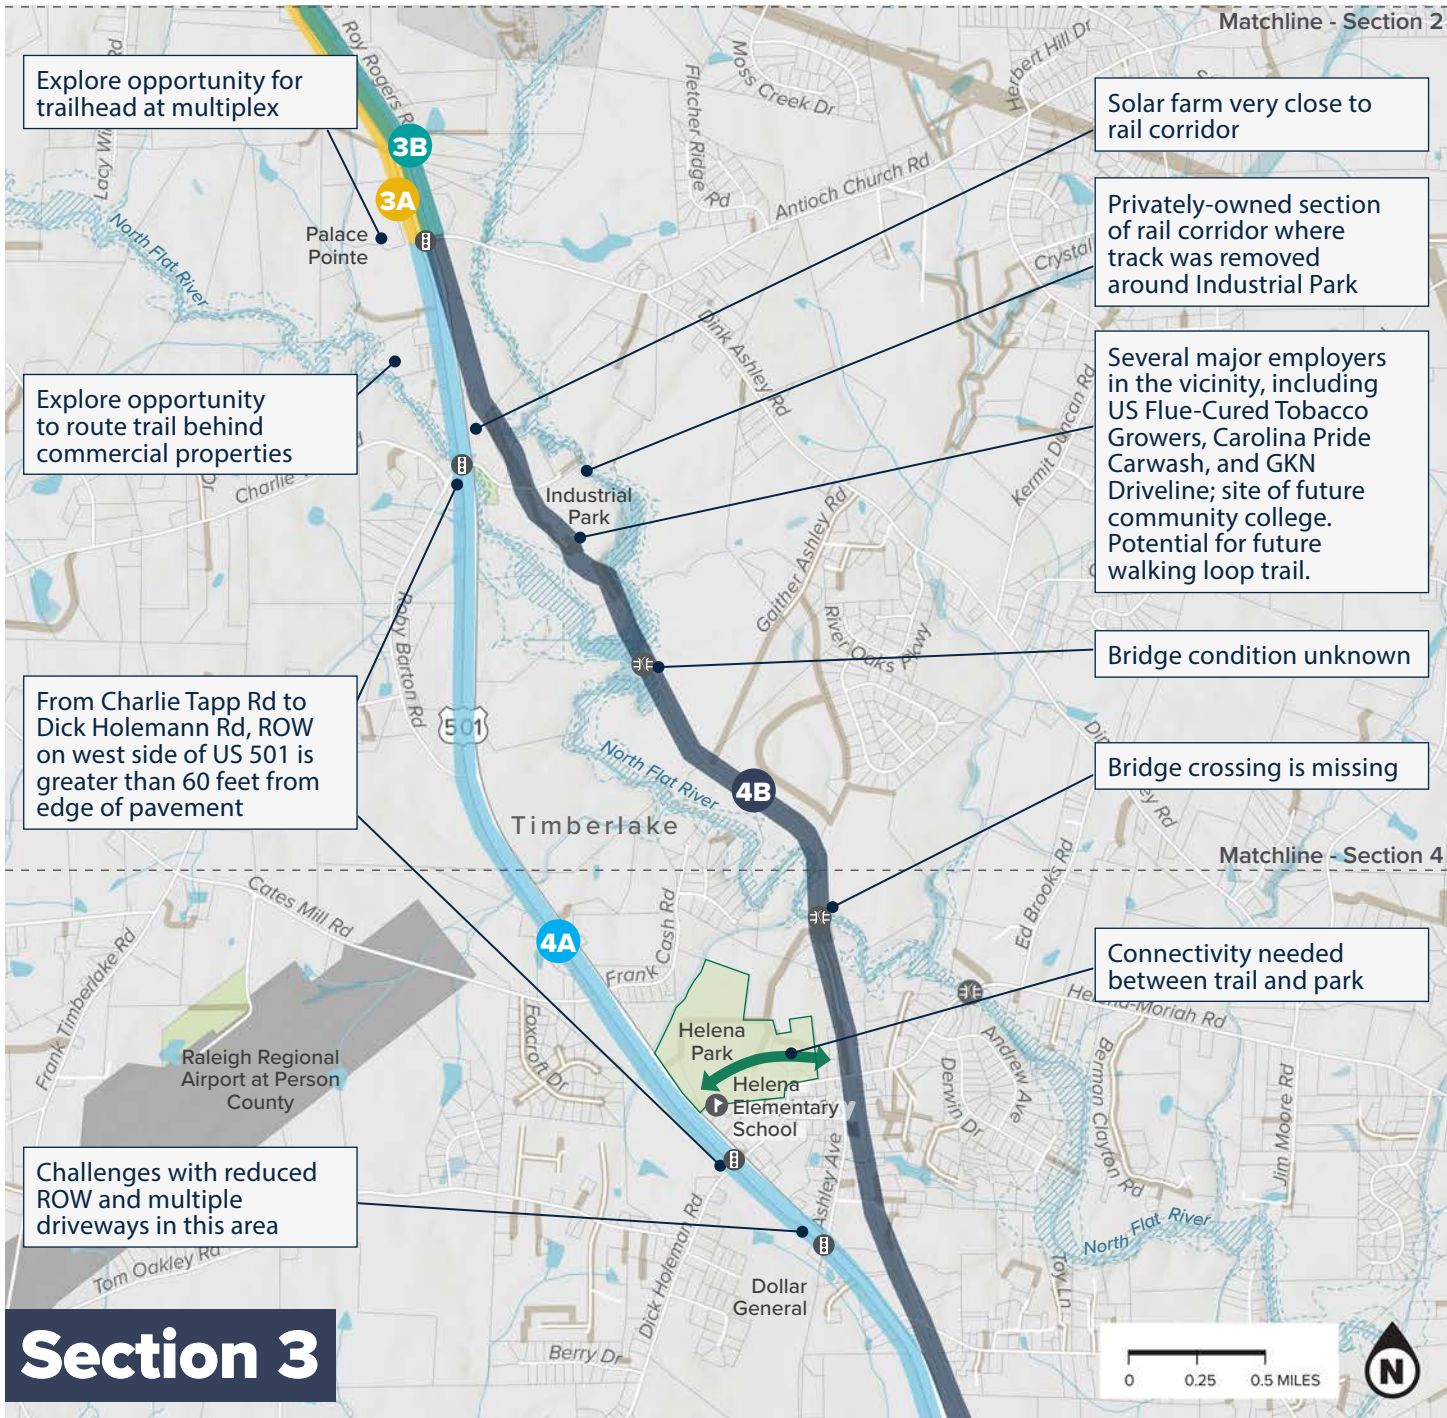 Matchline - Section 2
Explore opportunity for
trailhead at multiplex
Roy Rogers R
Moss Creek Dr
Fletcher Ridge Rd
Herbert Hill Dr
Antioch Church Rd
Crystal
Solar farm very close to
rail corridor
3B
3A
Palace
Pointe
North Flat River
Privately-owned section
of rail corridor where
track was removed
around Industrial Park
Dink Ashley Rd
Several major employers
in the vicinity, including
US Flue-Cured Tobacco
Growers, Carolina Pride
Carwash, and GKN
Driveline; site of future
community college.
Potential for future
walking loop trail.
Explore opportunity
to route trail behind
commercial properties
Charlie
Dr
Industrial
Park
Kermit Duncan Rd
Gaither Ashley Rd
River Oaks Pkwy
Roby Barton Rd
Bridge condition unknown
From Charlie Tapp Rd to
Dick Holemann Rd, ROW
on west side of US 501 is
greater than 60 feet from
edge of pavement
501
North Flat River
4B
Bridge crossing is missing
Timberlake
Matchline - Section 4
Cates Mill Rd
Frank Timberlake Rd
4A
Frank Cash Rd
Ed Brooks Rd
Connectivity needed
between trail and park
Helena-Moriah Rd
Raleigh Regional
Airport at Person
County
Foxcroft Dr
Helena
Park
Helena
Elementary
School
Andrew Ave
Denwin Dr
Berman Clayton Rd
Jim Moore Rd
Challenges with reduced
ROW and multiple
driveways in this area
Tom Oakley Rd
Dick Holeman Rd
Ashley Ave
North Flat River
Toy Ln
Dollar
General
Berry Dr
Section 3
0 0.25 0.5 MILES
N